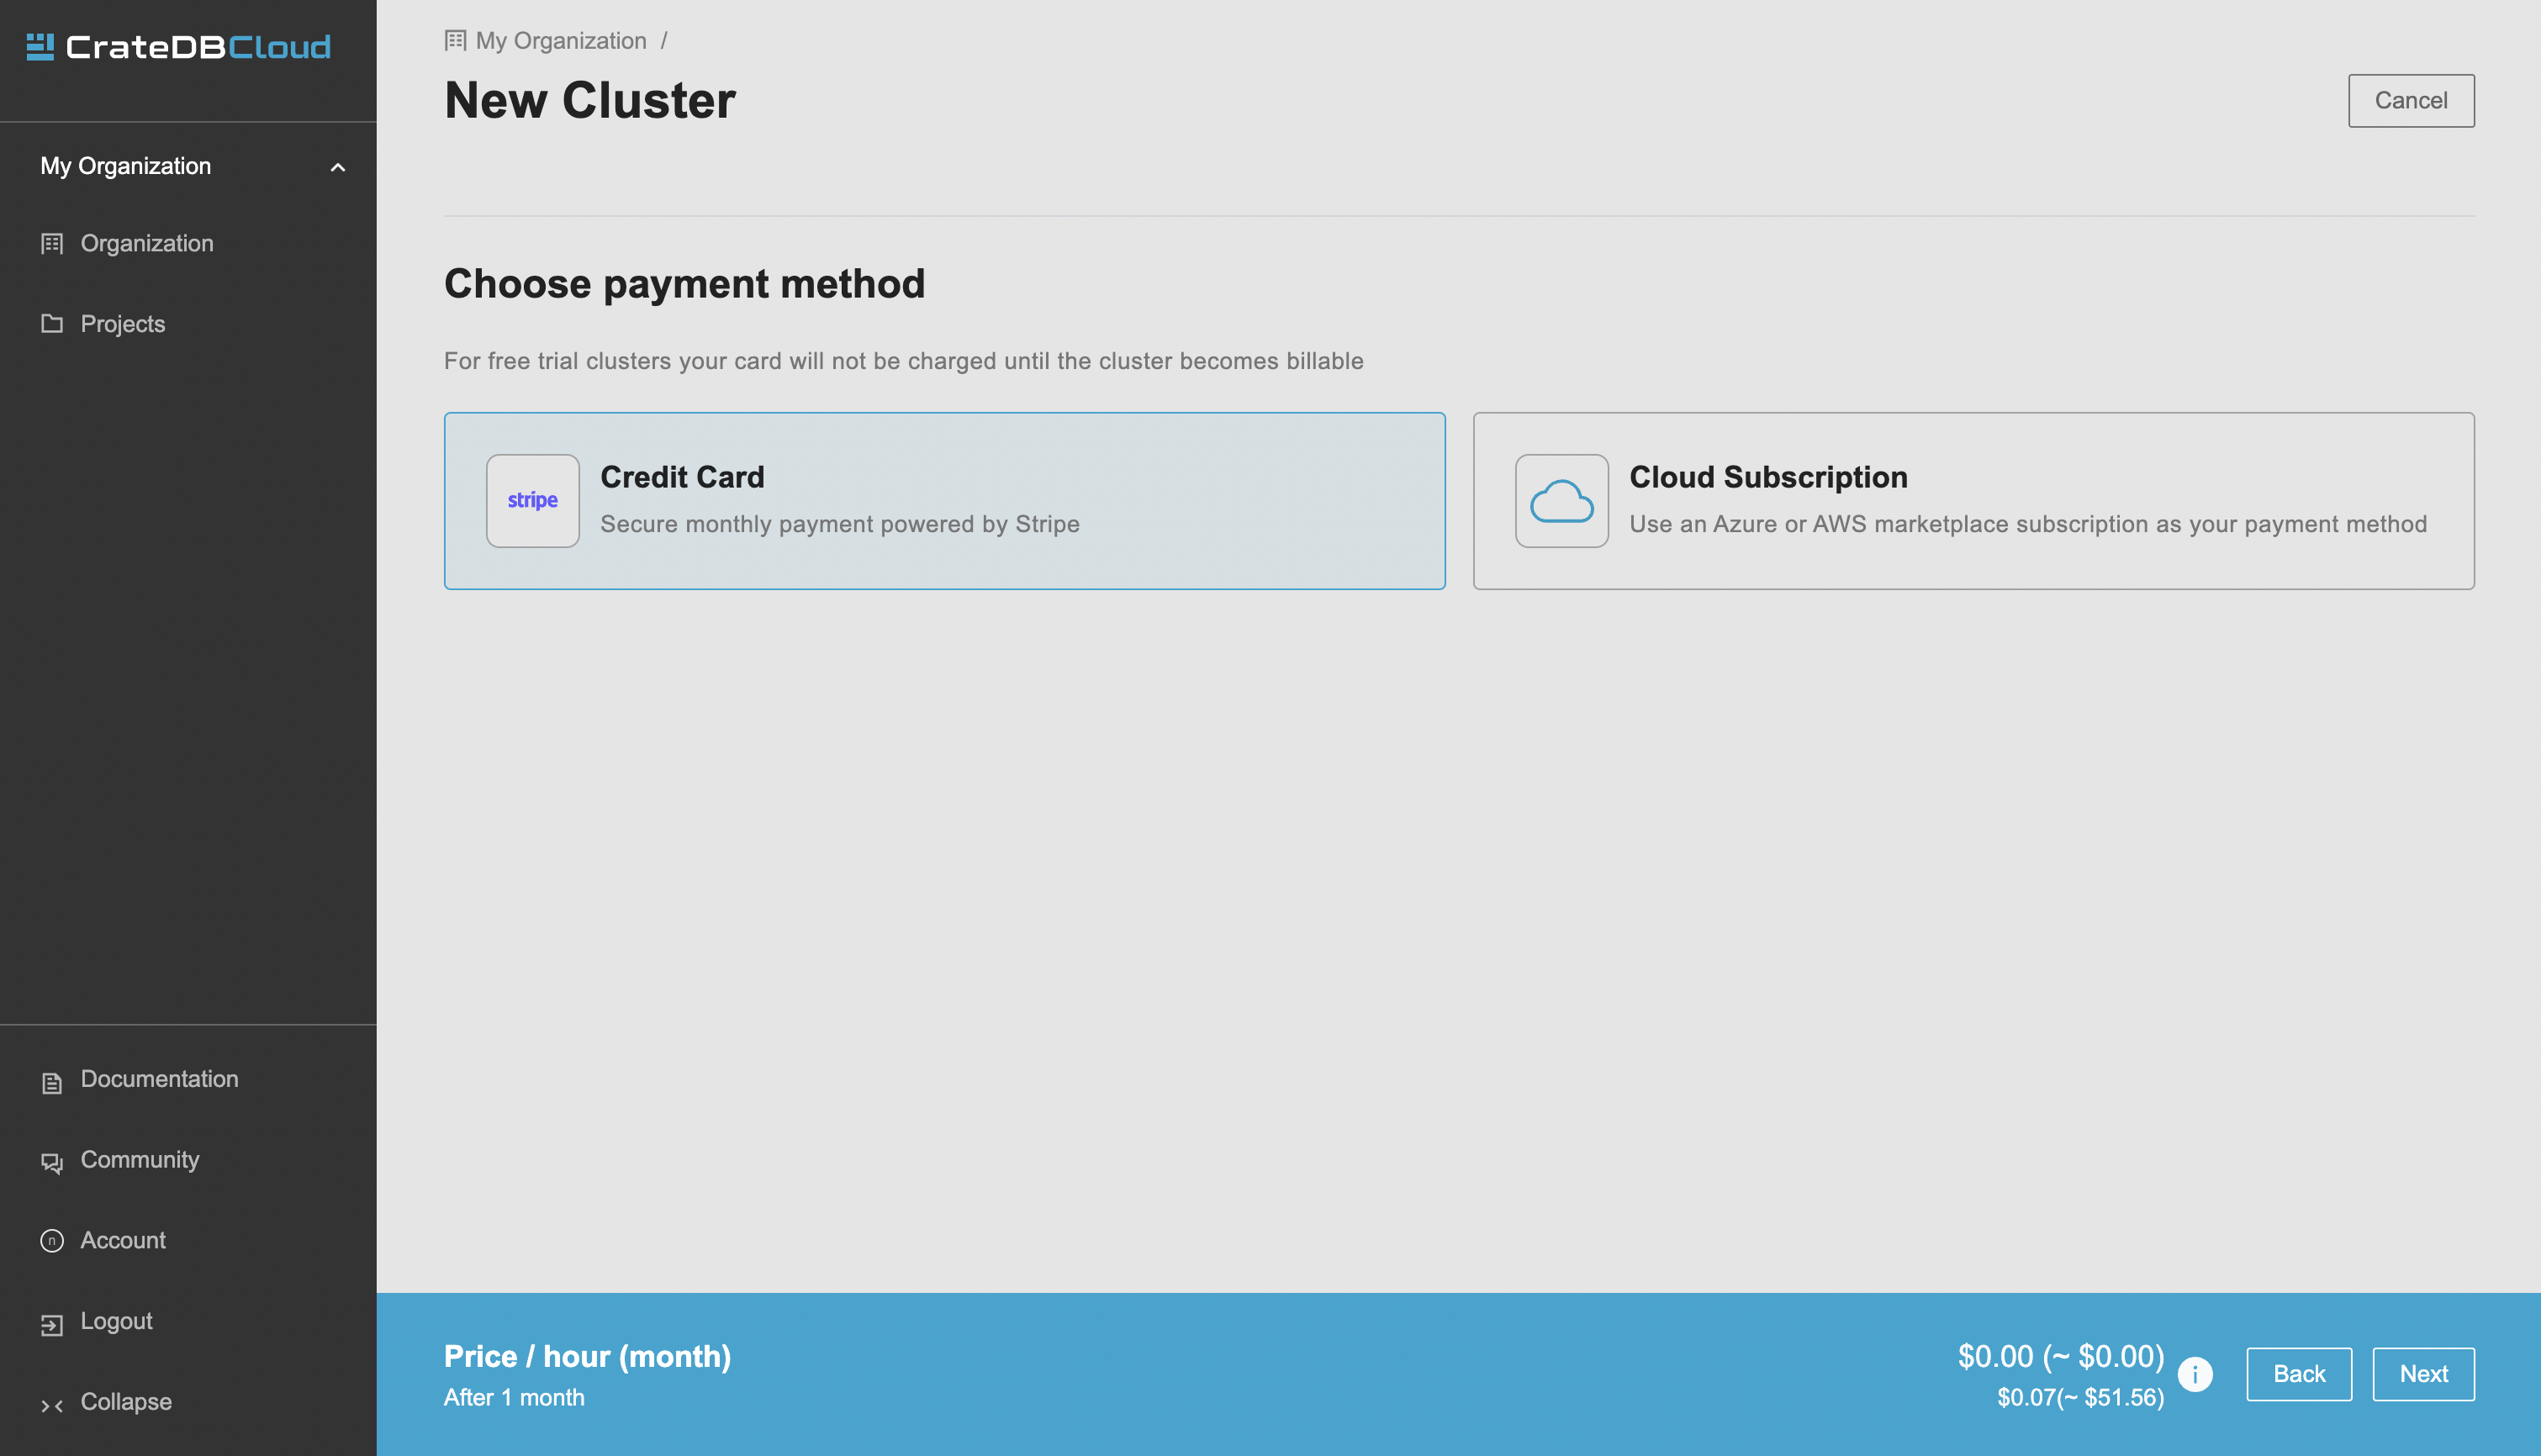 CrateDBCloud
My Organization
Organization
Projects
Documentation
Community
n
Account
Logout
Collapse
My Organization /
New Cluster
Cancel
Choose payment method
For free trial clusters your card will not be charged until the cluster becomes billable
stripe
Credit Card
Secure monthly payment powered by Stripe
Cloud Subscription
Use an Azure or AWS marketplace subscription as your payment method
Price / hour (month)
After 1 month
$0.00 (~ $0.00)
$0.07(~ $51.56)
i
Back
Next